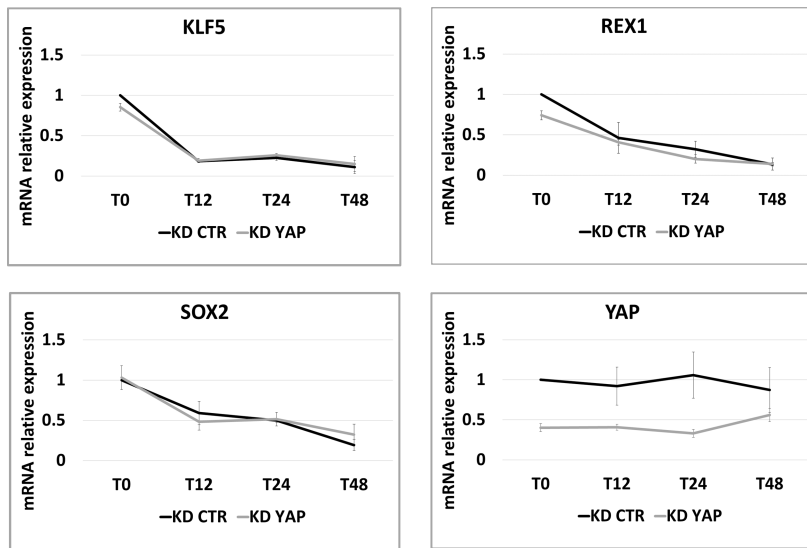 KLF5
mRNA relative expression
1.5
1
0.5
0
T0 T12 T24 T48
KD CTR KD YAP
REX1
mRNA relative expression
1.5
1
0.5
0
T0 T12 T24 T48
KD CTR KD YAP
SOX2
mRNA relative expression
1.5
1
0.5
0
T0 T12 T24 T48
KD CTR KD YAP
YAP
mRNA relative expression
1.5
1
0.5
0
T0 T12 T24 T48
KD CTR KD YAP